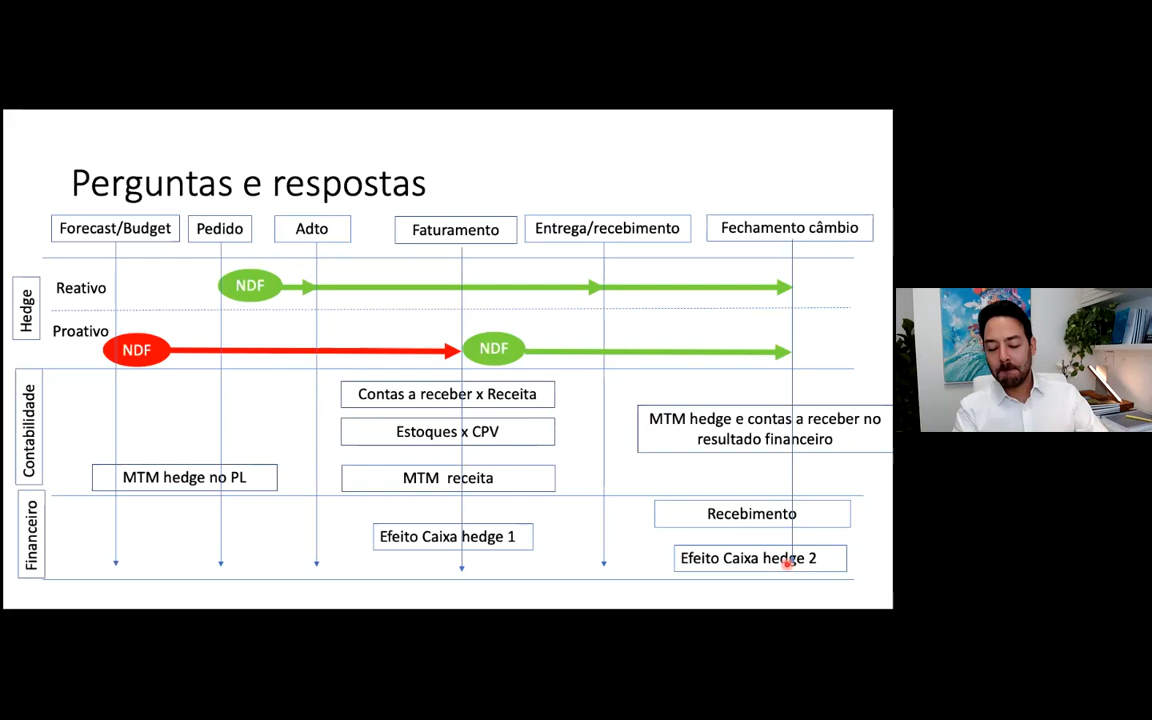 Perguntas e respostas
Forecast/Budget
Pedido
Adto
Faturamento
Entrega/recebimento
Fechamento câmbio
Hedge
Reativo
NDF
Proativo
NDF
NDF
Contabilidade
Contas a receber x Receita
Estoques x CPV
MTM hedge e contas a receber no
resultado financeiro
MTM hedge no PL
MTM receita
Financeiro
Recebimento
Efeito Caixa hedge 1
Efeito Caixa hedge 2